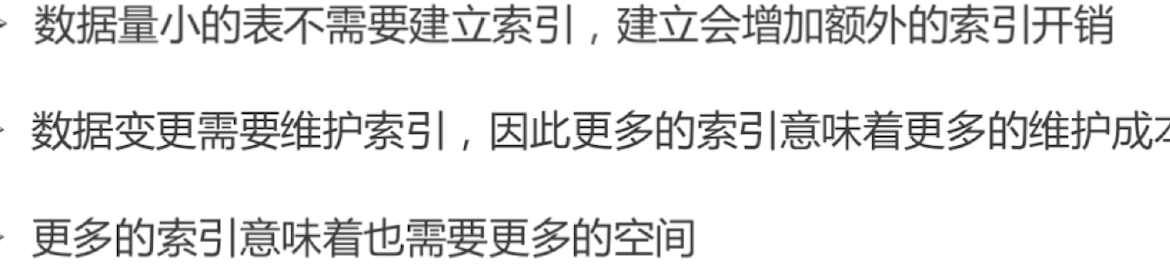 数据量小的表不需要建立索引，建立会增加额外的索引开销
数据变更需要维护索引，因此更多的索引意味着更多的维护成本
更多的索引意味着也需要更多的空间